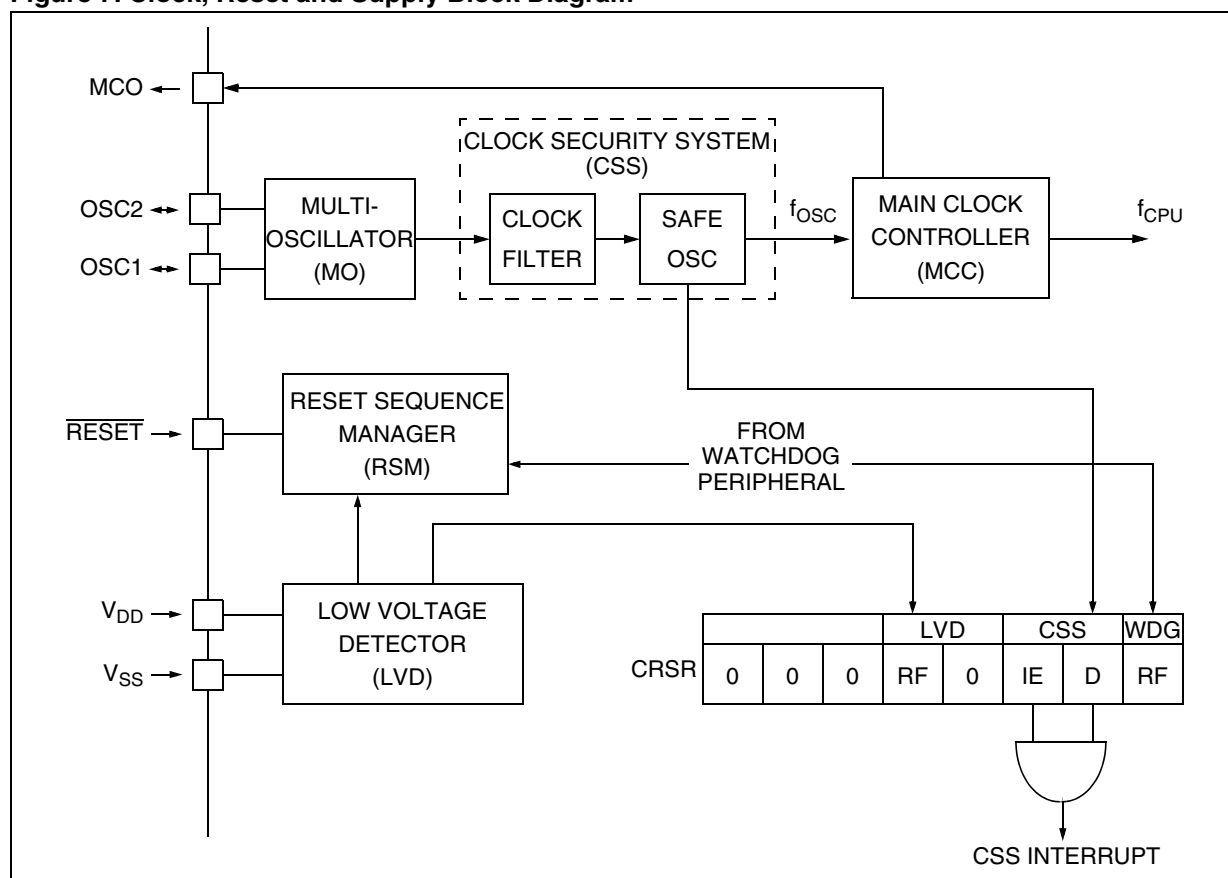 MCO
CLOCK SECURITY SYSTEM
(CSS)
OSC2
OSC1
MULTI-
OSCILLATOR
(MO)
CLOCK
FILTER
SAFE
OSC
fOSC
MAIN CLOCK
CONTROLLER
(MCC)
fCPU
RESET
RESET SEQUENCE
MANAGER
(RSM)
FROM
WATCHDOG
PERIPHERAL
VDD
VSS
LOW VOLTAGE
DETECTOR
(LVD)
LVD CSS WDG
CRSR 0 0 0 RF 0 IE D RF
CSS INTERRUPT